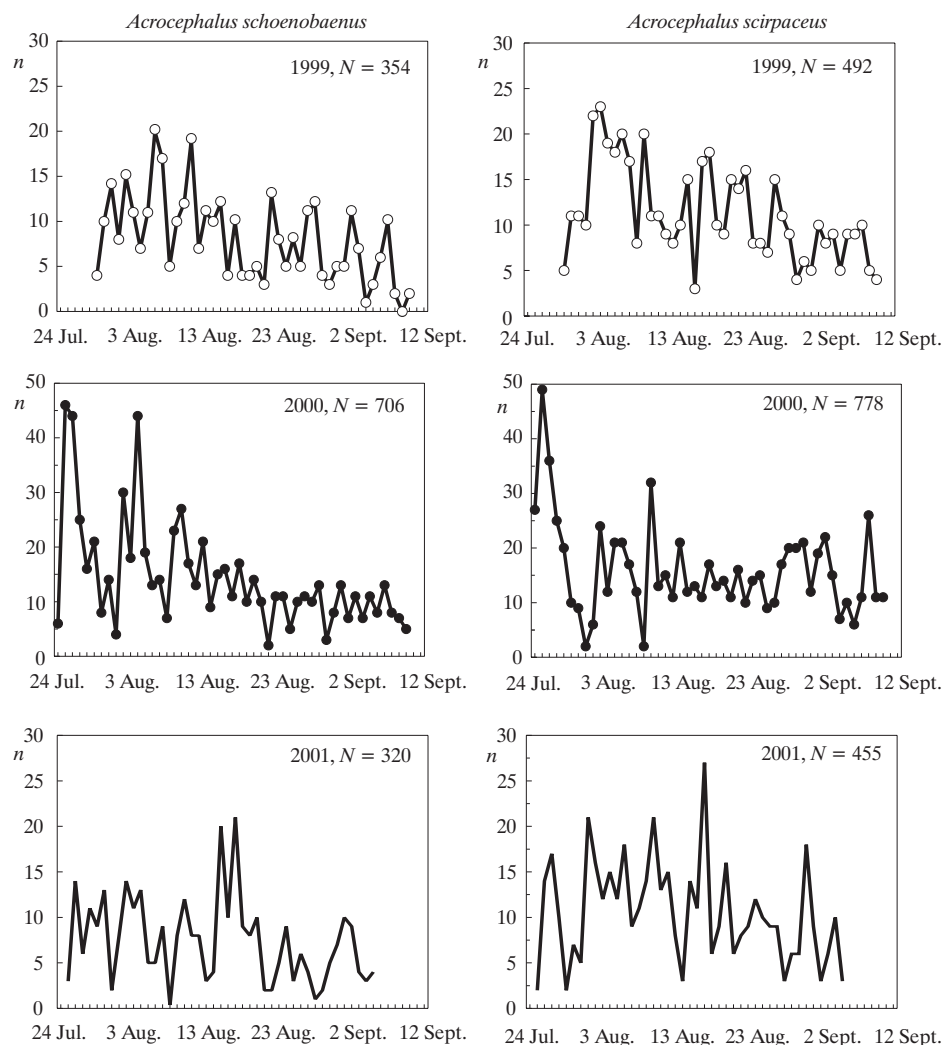 Acrocephalus schoenobaenus
30
n
25
20
15
10
5
0
1999, N = 354
24 Jul. 3 Aug. 13 Aug. 23 Aug. 2 Sept. 12 Sept.
Acrocephalus scirpaceus
30
n
25
20
15
10
5
0
1999, N = 492
24 Jul. 3 Aug. 13 Aug. 23 Aug. 2 Sept. 12 Sept.
50
n
40
30
20
10
0
2000, N = 706
24 Jul. 3 Aug. 13 Aug. 23 Aug. 2 Sept. 12 Sept.
50
n
40
30
20
10
0
2000, N = 778
24 Jul. 3 Aug. 13 Aug. 23 Aug. 2 Sept. 12 Sept.
30
n
25
20
15
10
5
0
2001, N = 320
24 Jul. 3 Aug. 13 Aug. 23 Aug. 2 Sept. 12 Sept.
30
n
25
20
15
10
5
0
2001, N = 455
24 Jul. 3 Aug. 13 Aug. 23 Aug. 2 Sept. 12 Sept.